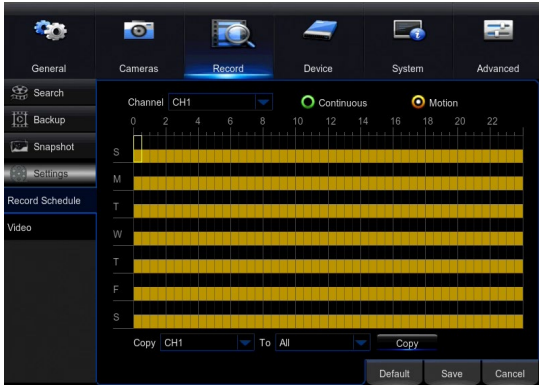 General Cameras Record Device System Advanced
Search
Backup
Snapshot
Settings
Record Schedule
Video
Channel CH1 Continuous Motion
0 2 4 6 8 10 12 14 16 18 20 22
S
M
T
W
T
F
S
Copy CH1 To All Copy
Default Save Cancel